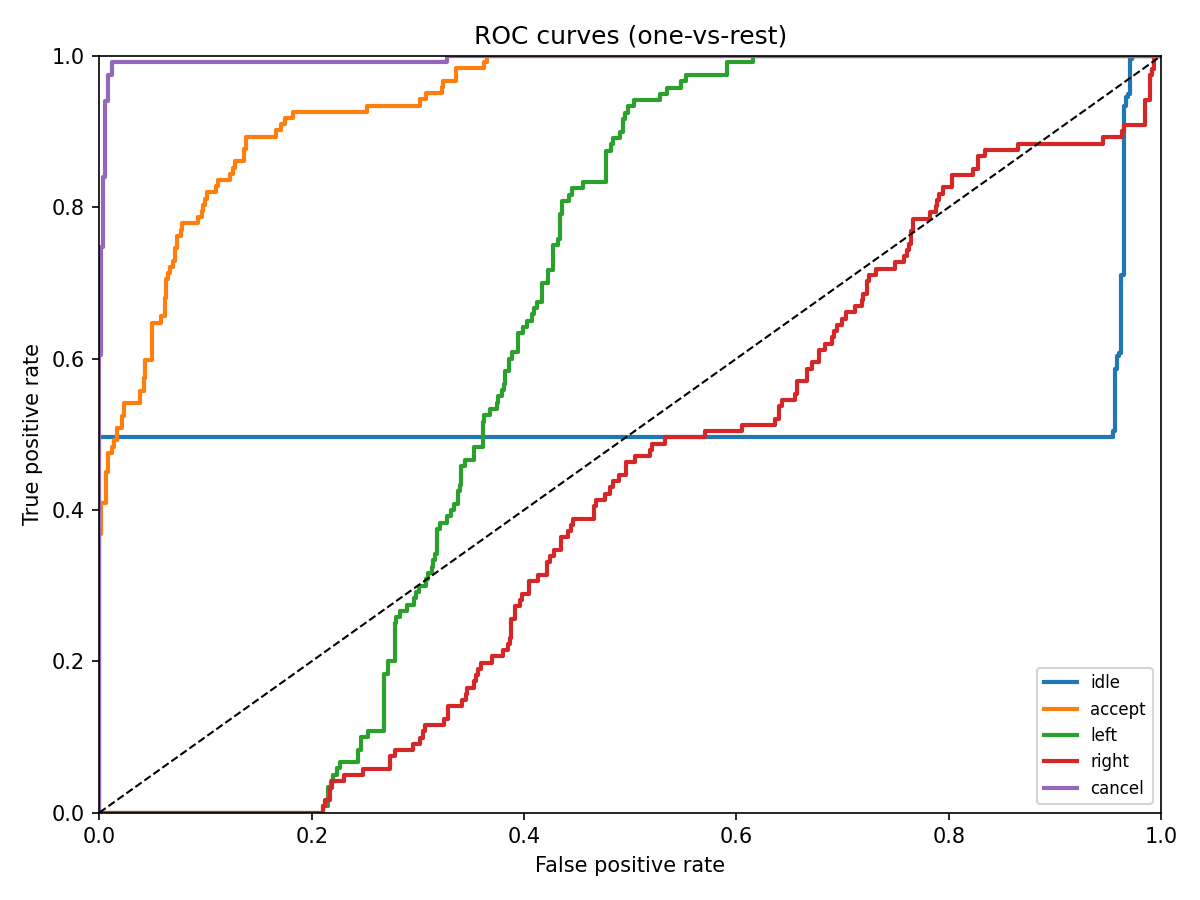 ROC curves (one-vs-rest)
1.0
0.8
0.6
0.4
0.2
0.0
True positive rate
0.0 0.2 0.4 0.6 0.8 1.0
False positive rate
idle
accept
left
right
cancel